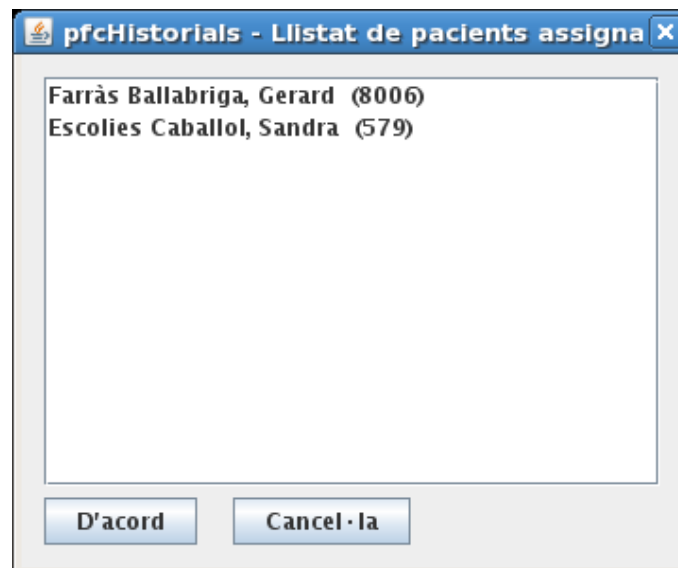 pfcHistorials - Llistat de pacients assigna
Farràs Ballabriga, Gerard (8006)
Escolies Caballol, Sandra (579)
D'acord Cancel·la